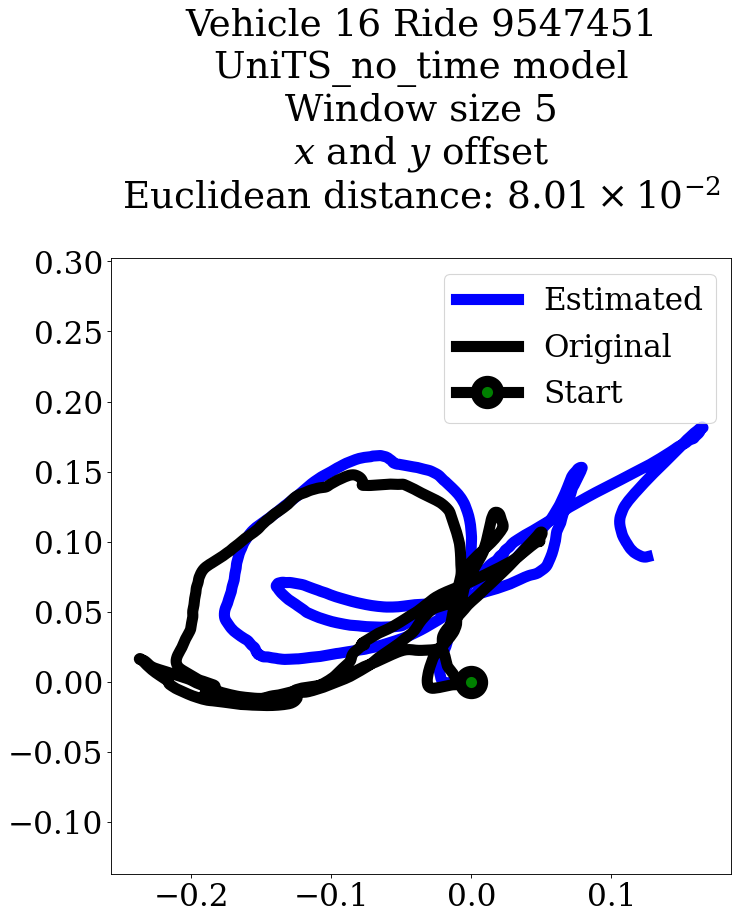 Vehicle 16 Ride 9547451
UniTS_no_time model
Window size 5
x and y offset
Euclidean distance: 8.01 × 10⁻²
0.30
0.25
0.20
0.15
0.10
0.05
0.00
−0.05
−0.10
Estimated
Original
Start
−0.2
−0.1
0.0
0.1